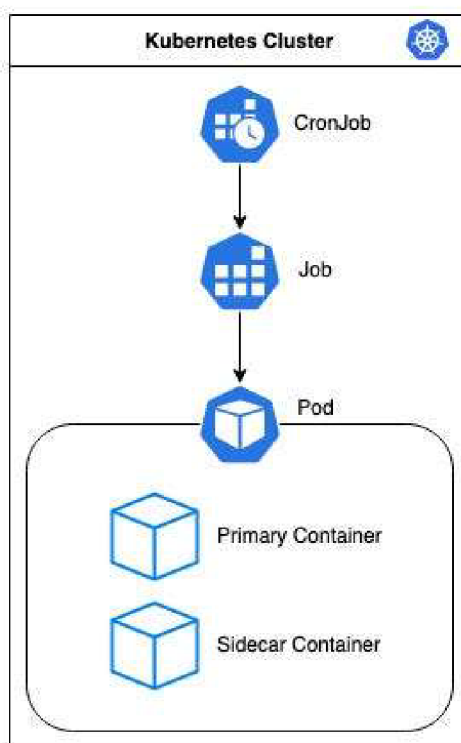 Kubernetes Cluster
CronJob
Job
Pod
Primary Container
Sidecar Container